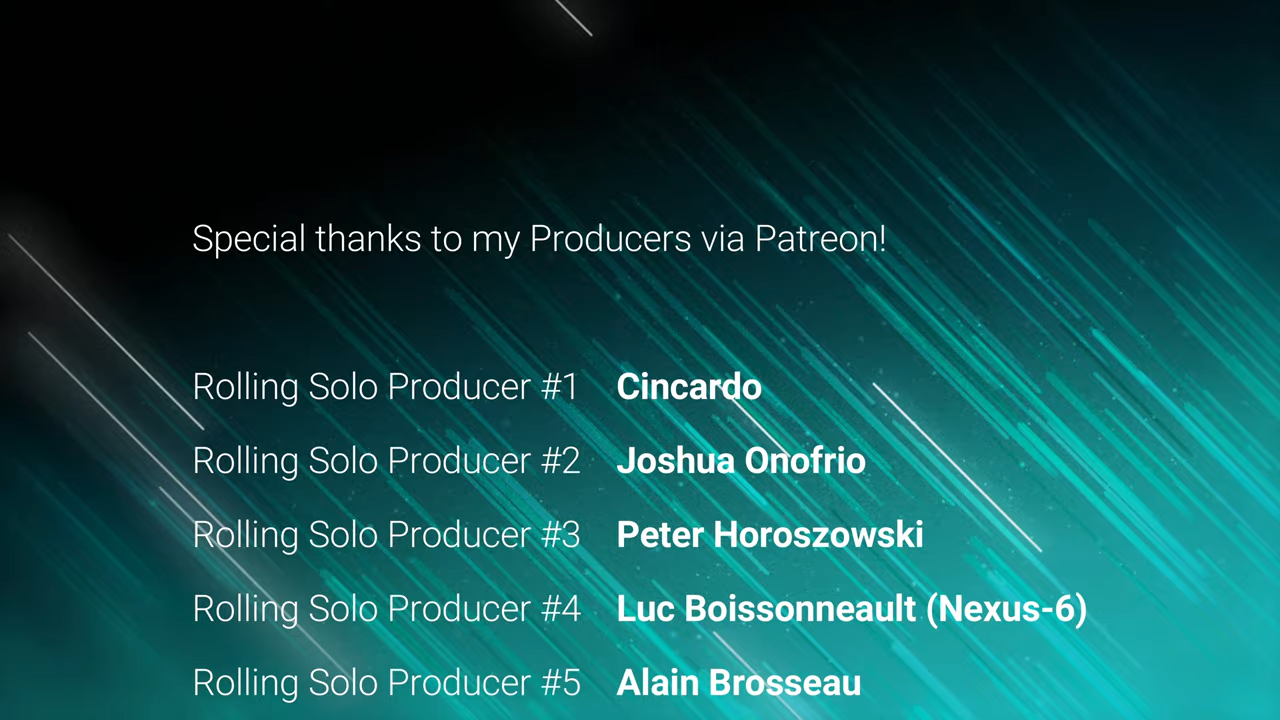 Special thanks to my Producers via Patreon!
Rolling Solo Producer #1 Cincardo
Rolling Solo Producer #2 Joshua Onofrio
Rolling Solo Producer #3 Peter Horoszowski
Rolling Solo Producer #4 Luc Boissonneault (Nexus-6)
Rolling Solo Producer #5 Alain Brosseau